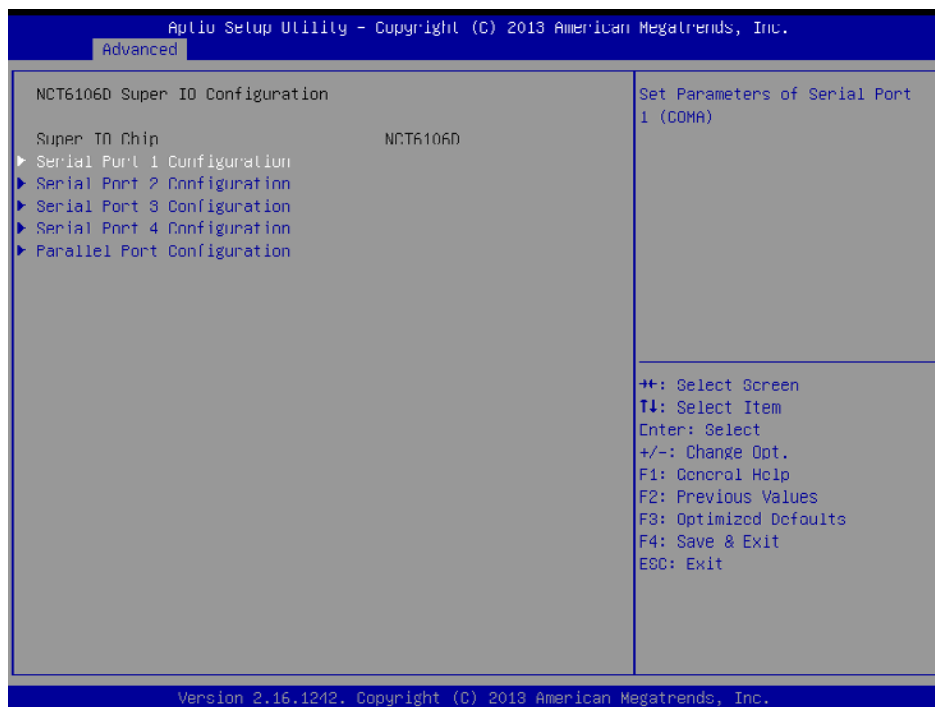 Aptio Setup Utility – Copyright (C) 2013 American Megatrends, Inc.
Advanced
NCT6106D Super IO Configuration
Super IO Chip NCT6106D
► Serial Port 1 Configuration
► Serial Port 2 Configuration
► Serial Port 3 Configuration
► Serial Port 4 Configuration
► Parallel Port Configuration
Set Parameters of Serial Port
1 (COMA)
→←: Select Screen
↑↓: Select Item
Enter: Select
+/-: Change Opt.
F1: General Help
F2: Previous Values
F3: Optimized Defaults
F4: Save & Exit
ESC: Exit
Version 2.16.1242. Copyright (C) 2013 American Megatrends, Inc.